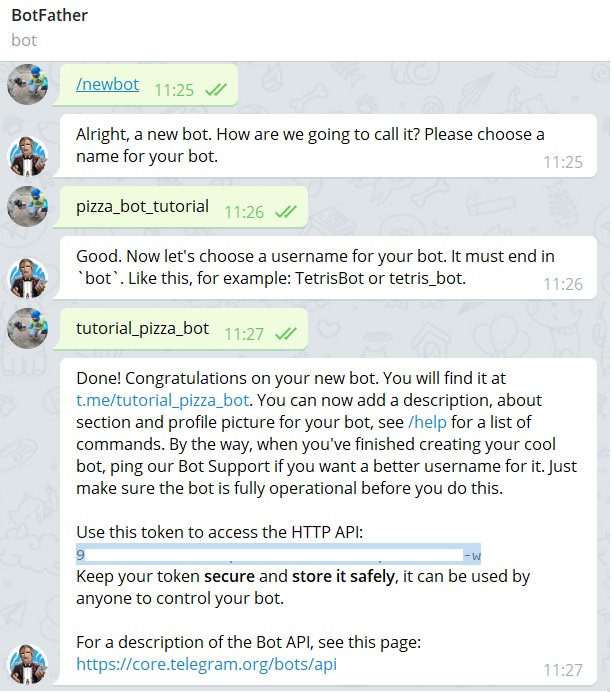 BotFather
bot
/newbot 11:25
Alright, a new bot. How are we going to call it? Please choose a
name for your bot.
11:25
pizza_bot_tutorial 11:26
Good. Now let's choose a username for your bot. It must end in
`bot`. Like this, for example: TetrisBot or tetris_bot.
11:26
tutorial_pizza_bot 11:27
Done! Congratulations on your new bot. You will find it at
t.me/tutorial_pizza_bot. You can now add a description, about
section and profile picture for your bot, see /help for a list of
commands. By the way, when you've finished creating your cool
bot, ping our Bot Support if you want a better username for it. Just
make sure the bot is fully operational before you do this.
Use this token to access the HTTP API:
9 -w
Keep your token secure and store it safely, it can be used by
anyone to control your bot.
For a description of the Bot API, see this page:
https://core.telegram.org/bots/api
11:27